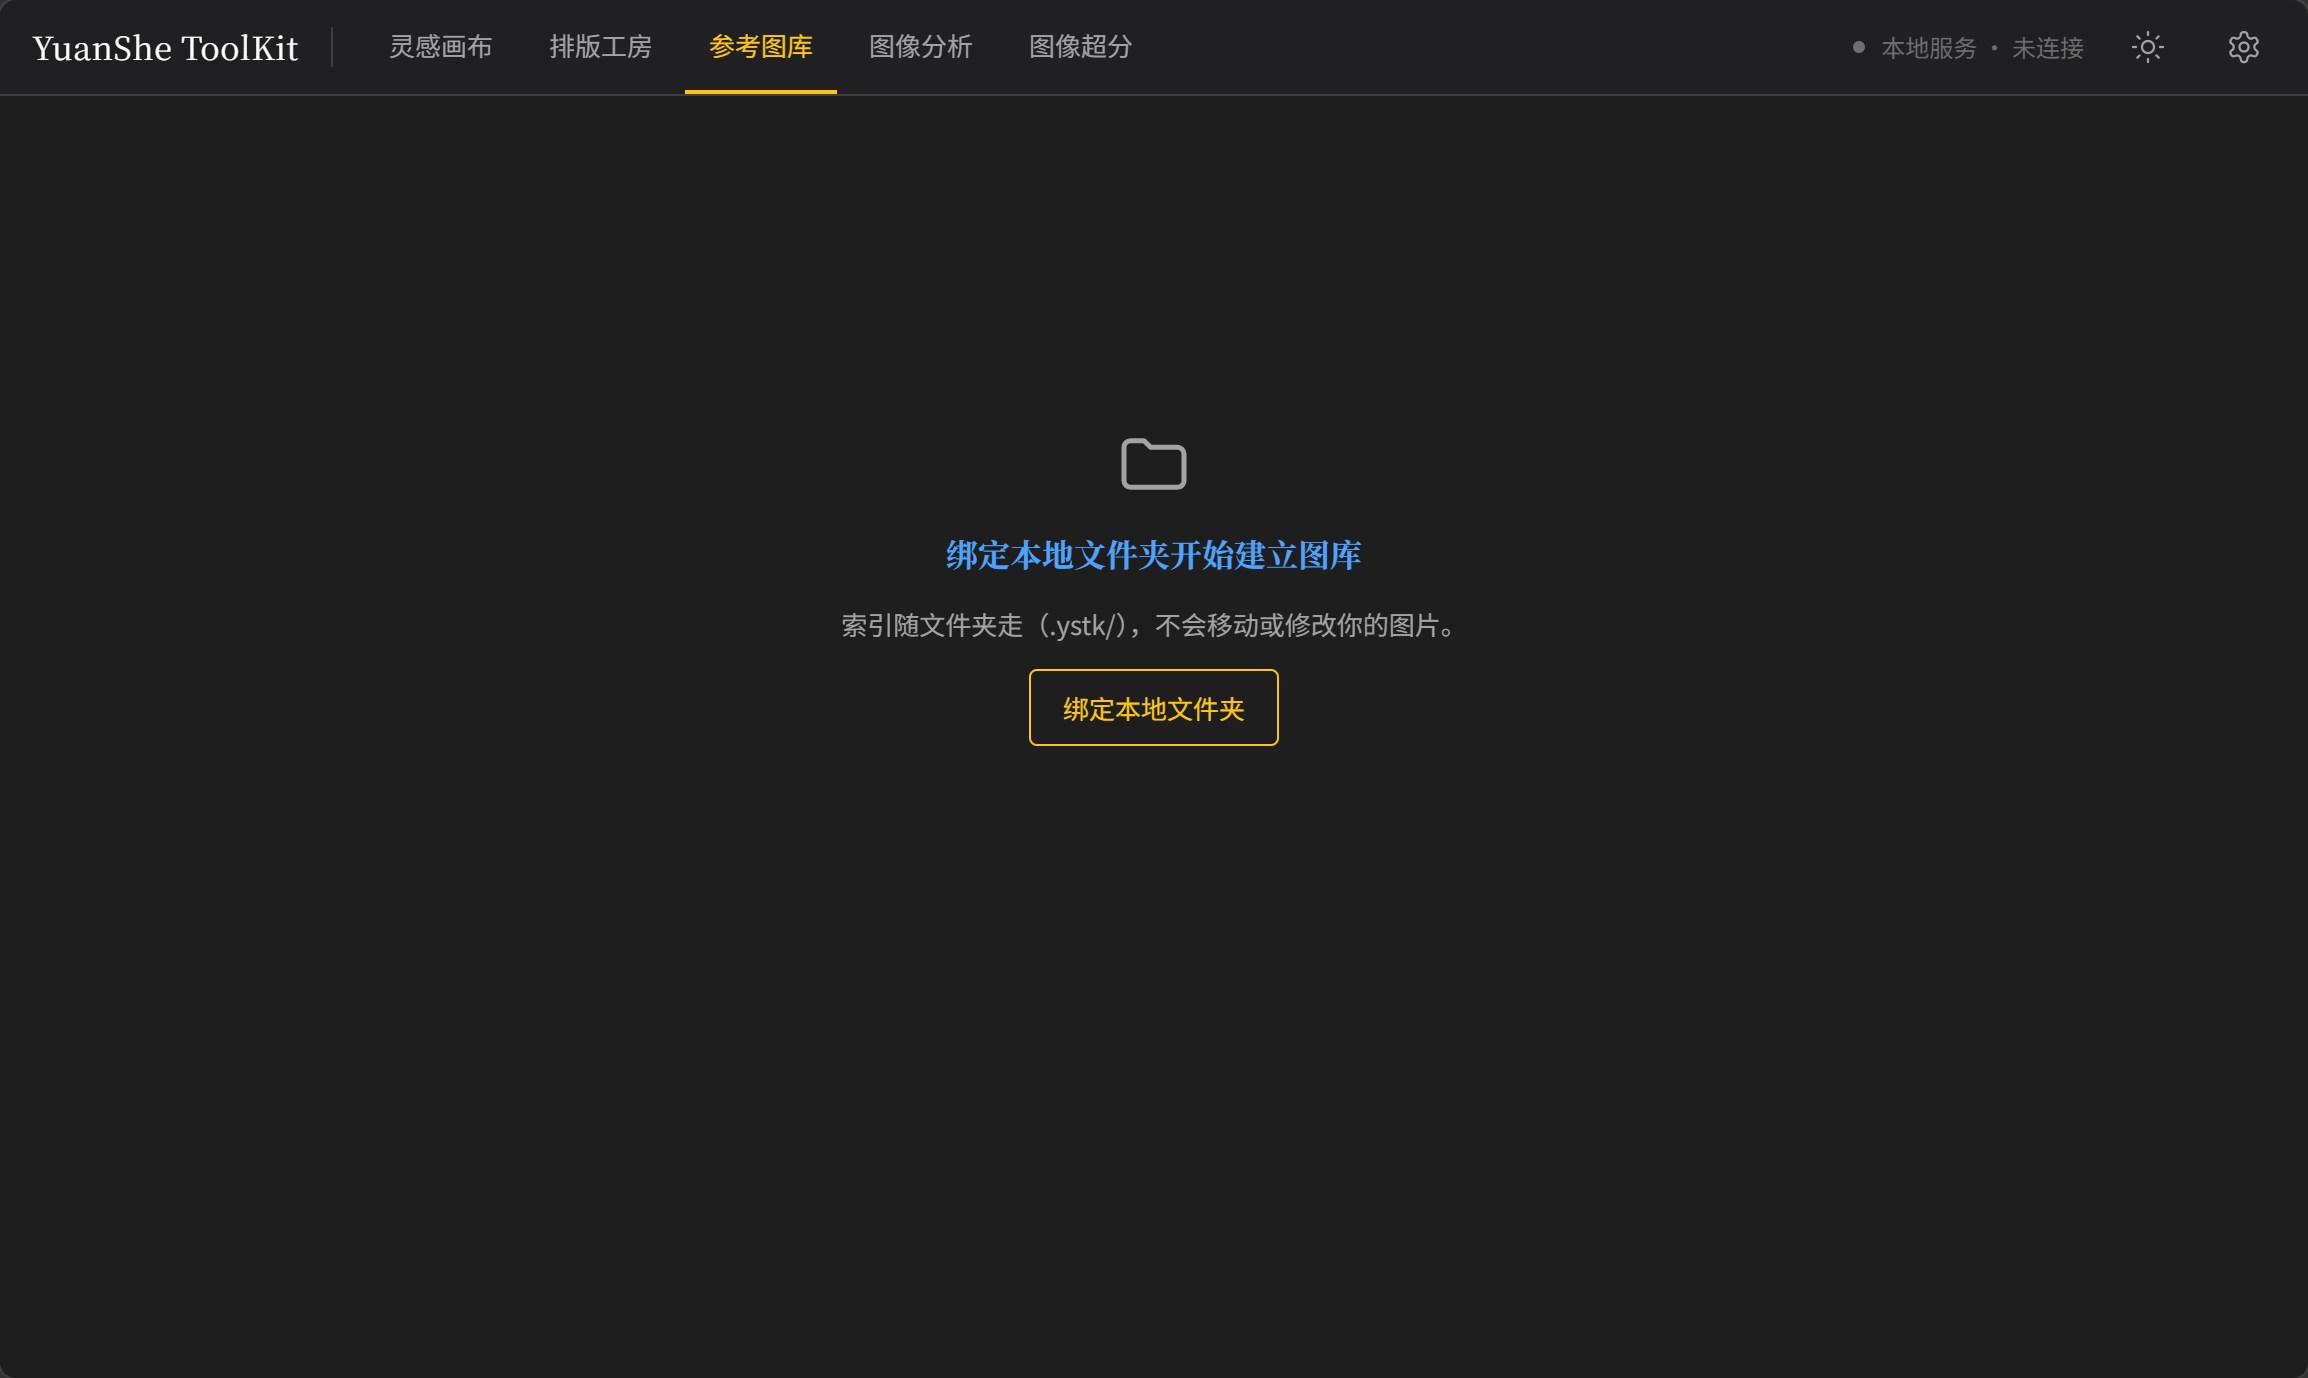 YuanShe ToolKit
灵感画布
排版工房
参考图库
图像分析
图像超分
本地服务 · 未连接
绑定本地文件夹开始建立图库
索引随文件夹走（.ystk/），不会移动或修改你的图片。
绑定本地文件夹